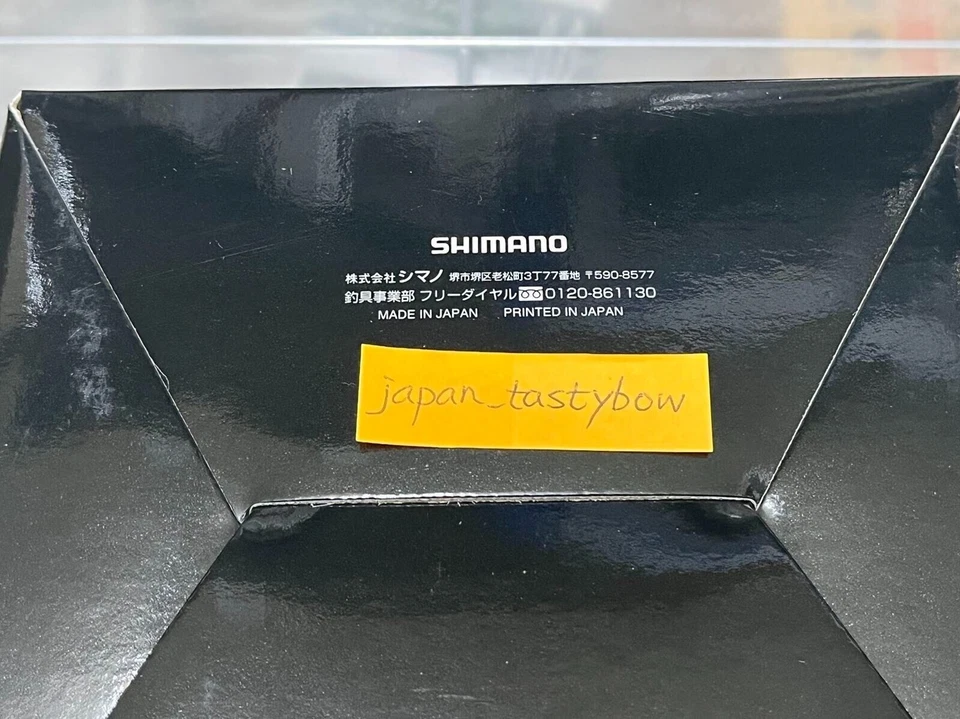 SHIMANO
株式会社シマノ 堺市堺区老松町3丁77番地 〒590-8577
釣具事業部 フリーダイヤル 0120-861130
MADE IN JAPAN PRINTED IN JAPAN
japan_tastybow